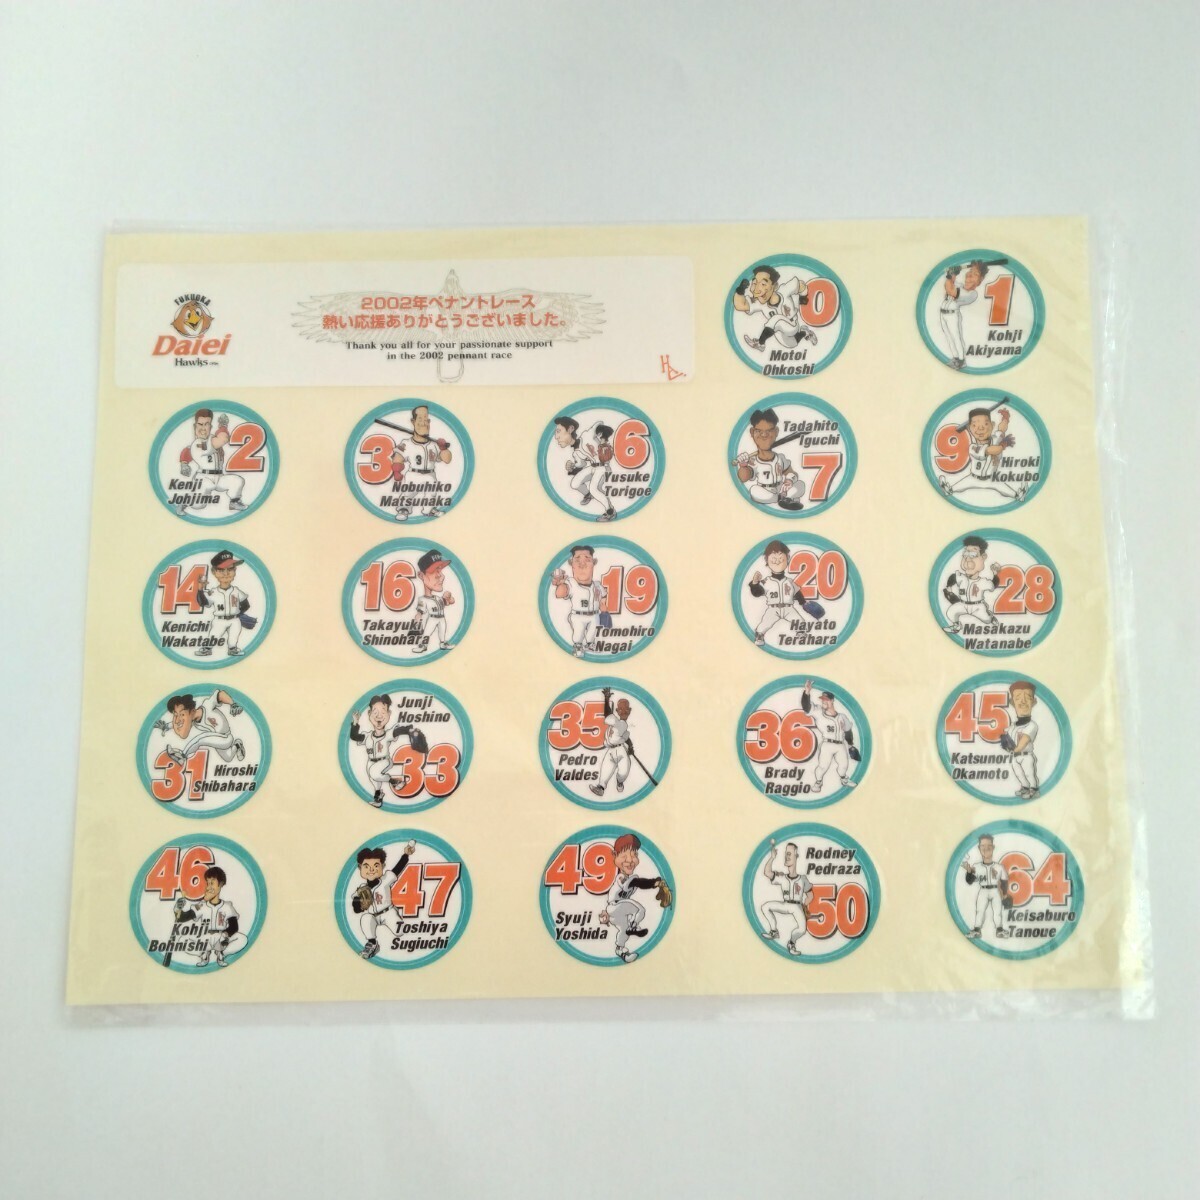 FUKUOKA
Daiei
Hawks
2002年ペナントレース
熱い応援ありがとうございました。
Thank you all for your passionate support
in the 2002 pennant race
0
Motoi
Ohkoshi
1
Kohji
Akiyama
2
Kenji
Johjima
3
Nobuhiko
Matsunaka
6
Yusuke
Torigoe
Tadahito
Iguchi
7
9
Hiroki
Kokubo
14
Kenichi
Wakatabe
16
Takayuki
Shinohara
19
Tomohiro
Nagai
20
Hayato
Terahara
28
Masakazu
Watanabe
31
Hiroshi
Shibahara
Junji
Hoshino
33
35
Pedro
Valdes
36
Brady
Raggio
45
Katsunori
Okamoto
46
Kohji
Bohnishi
47
Toshiya
Sugiuchi
49
Syuji
Yoshida
Rodney
Pedraza
50
64
Keisaburo
Tanoue